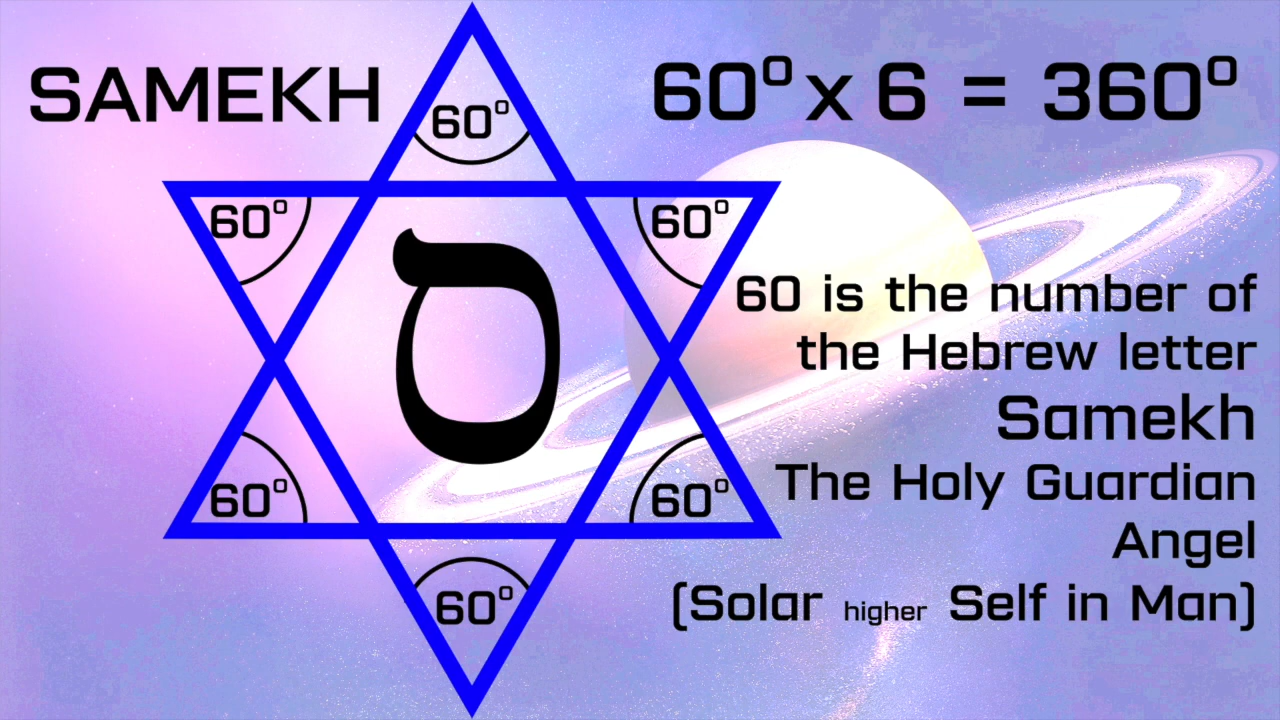 SAMEKH
60° x 6 = 360°
60°
60°
60°
ס
60°
60°
60°
60 is the number of
the Hebrew letter
Samekh
The Holy Guardian
Angel
(Solar higher Self in Man)